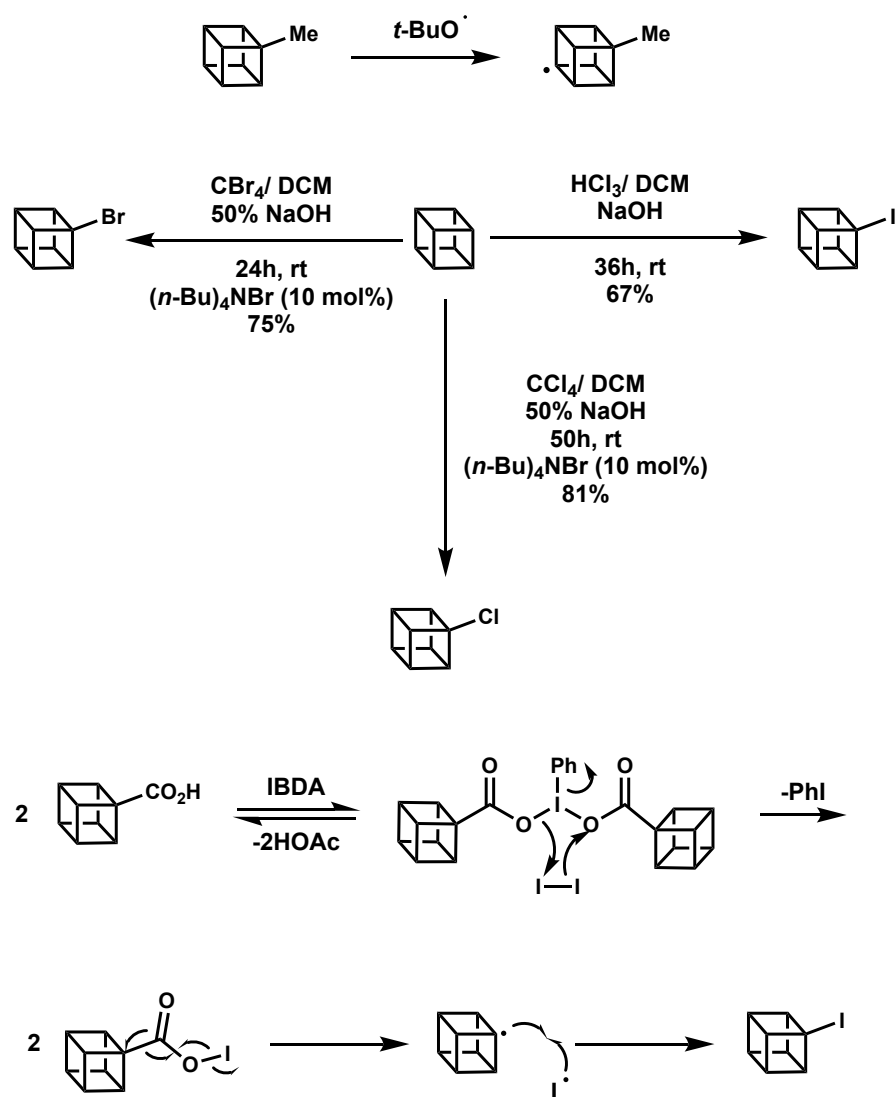 Me
t-BuO•
Me
CBr4/ DCM
50% NaOH
24h, rt
(n-Bu)4NBr (10 mol%)
75%
Br
HCl3/ DCM
NaOH
36h, rt
67%
I
CCl4/ DCM
50% NaOH
50h, rt
(n-Bu)4NBr (10 mol%)
81%
Cl
2
CO2H
IBDA
-2HOAc
O
Ph
O
O
I
O
I
I
-PhI
2
O
O
I
I•
I